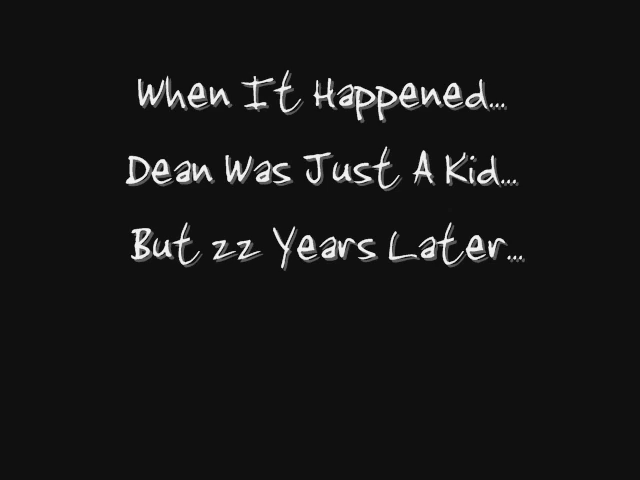 When It Happened...
Dean Was Just A Kid...
But 22 Years Later...